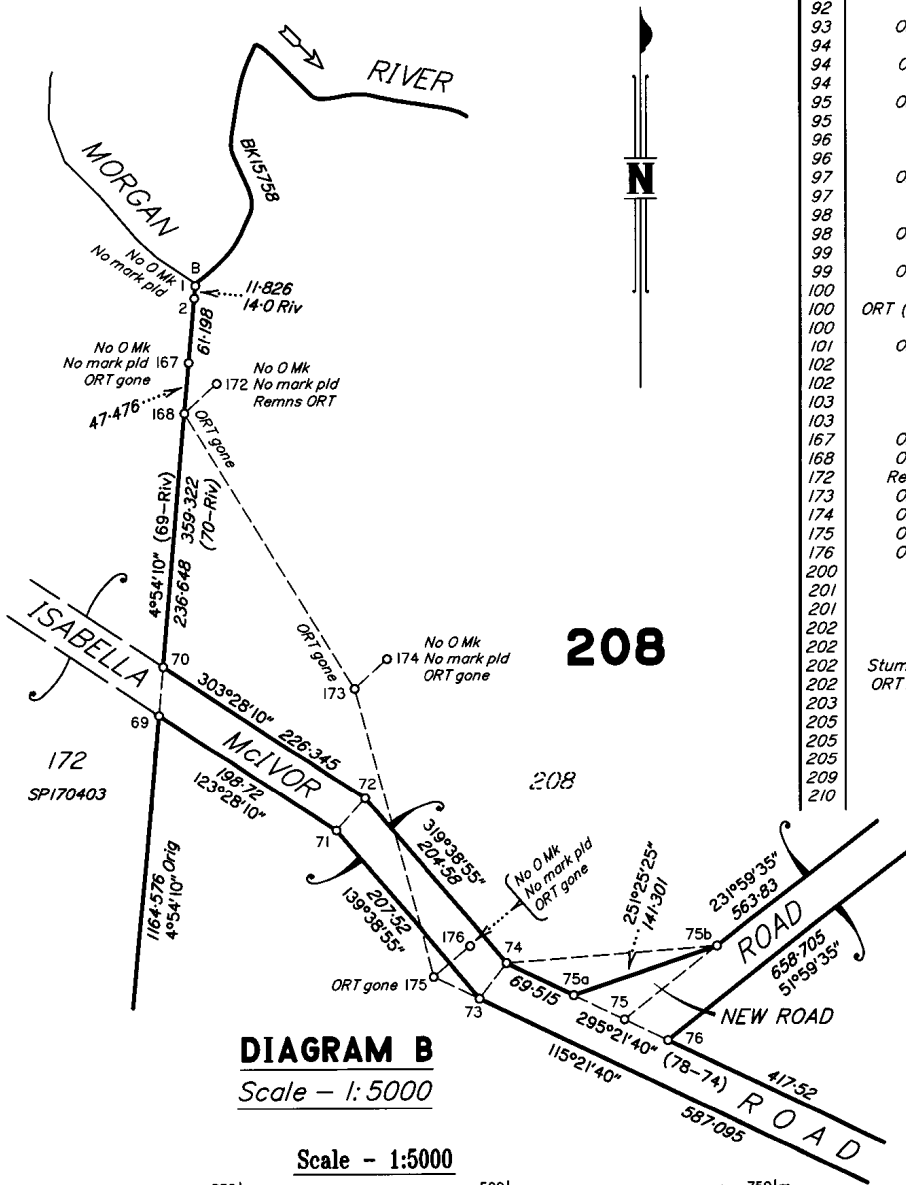 RIVER
MORGAN
BK15758
N
B
No O Mk
No mark pld
1
2
11·826
14·0 Riv
61·198
No O Mk
No mark pld
ORT gone
167
47·476
168
172
No O Mk
No mark pld
Remns ORT
ORT gone
4°54'10" (69-Riv)
236·648
359·322
(70-Riv)
ISABELLA
70
69
303°28'10"
226·345
McIVOR
198·72
123°28'10"
172
SP170403
1164·576 Orig
4°54'10"
ORT gone
173
174
No O Mk
No mark pld
ORT gone
208
208
72
71
319°38'55"
204·58
207·52
139°38'55"
No O Mk
No mark pld
ORT gone
176
ORT gone 175
74
73
69·515
75a
75
75b
76
251°25'25"
141·301
231°59'35"
563·83
ROAD
658·705
51°59'35"
NEW ROAD
295°21'40" (78-74)
115°21'40"
587·095
417·52
ROAD
DIAGRAM B
Scale - 1:5000
Scale - 1:5000
500
750 m
92
93 O
94
94 O
94
95 O
95
96
96
97 O
97
98
98 O
99
99 O
100
100 ORT (
100
101 O
102
102
103
103
167 O
168 O
172 Re
173 O
174 O
175 O
176 O
200
201
201
202
202
202 Stum
202 ORT
203
205
205
205
209
210